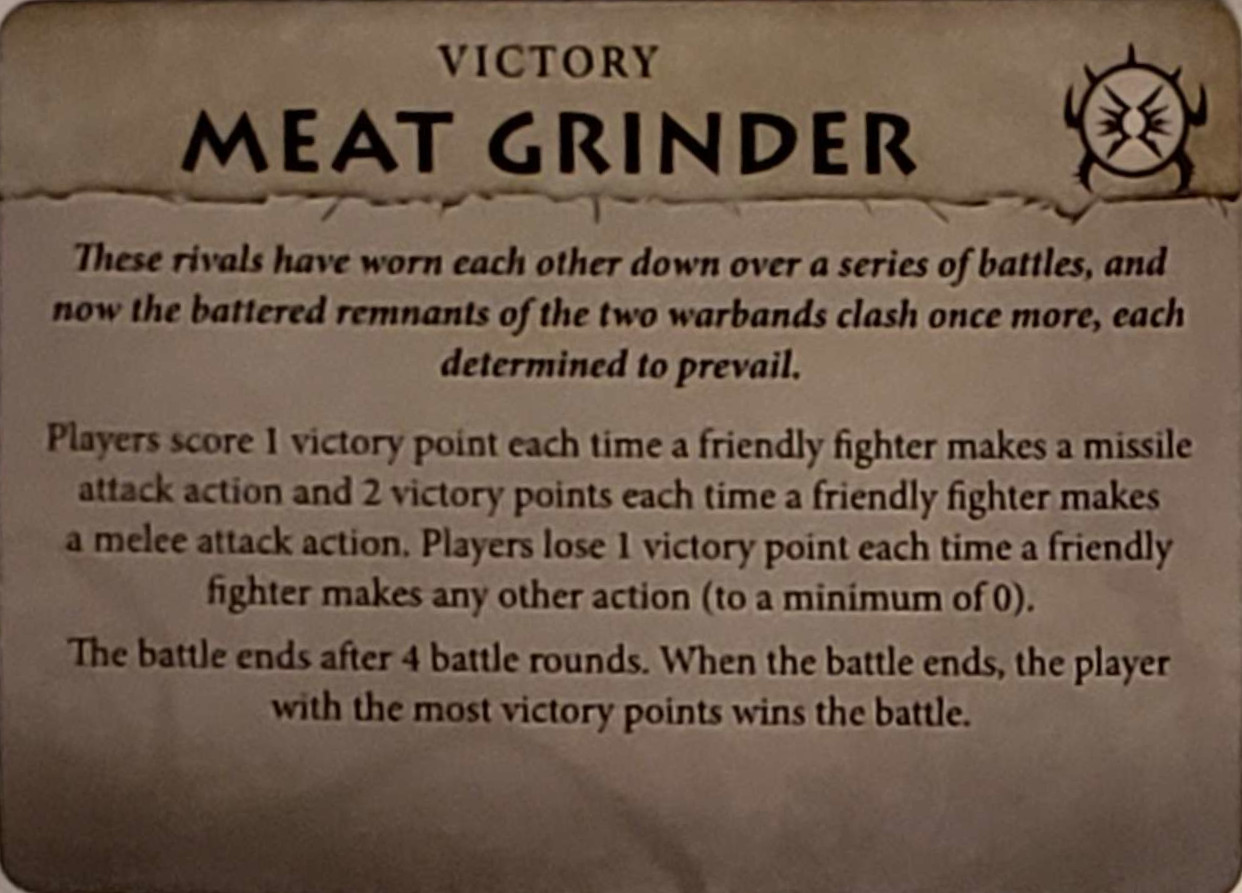 VICTORY
MEAT GRINDER
These rivals have worn each other down over a series of battles, and
now the battered remnants of the two warbands clash once more, each
determined to prevail.
Players score 1 victory point each time a friendly fighter makes a missile
attack action and 2 victory points each time a friendly fighter makes
a melee attack action. Players lose 1 victory point each time a friendly
fighter makes any other action (to a minimum of 0).
The battle ends after 4 battle rounds. When the battle ends, the player
with the most victory points wins the battle.